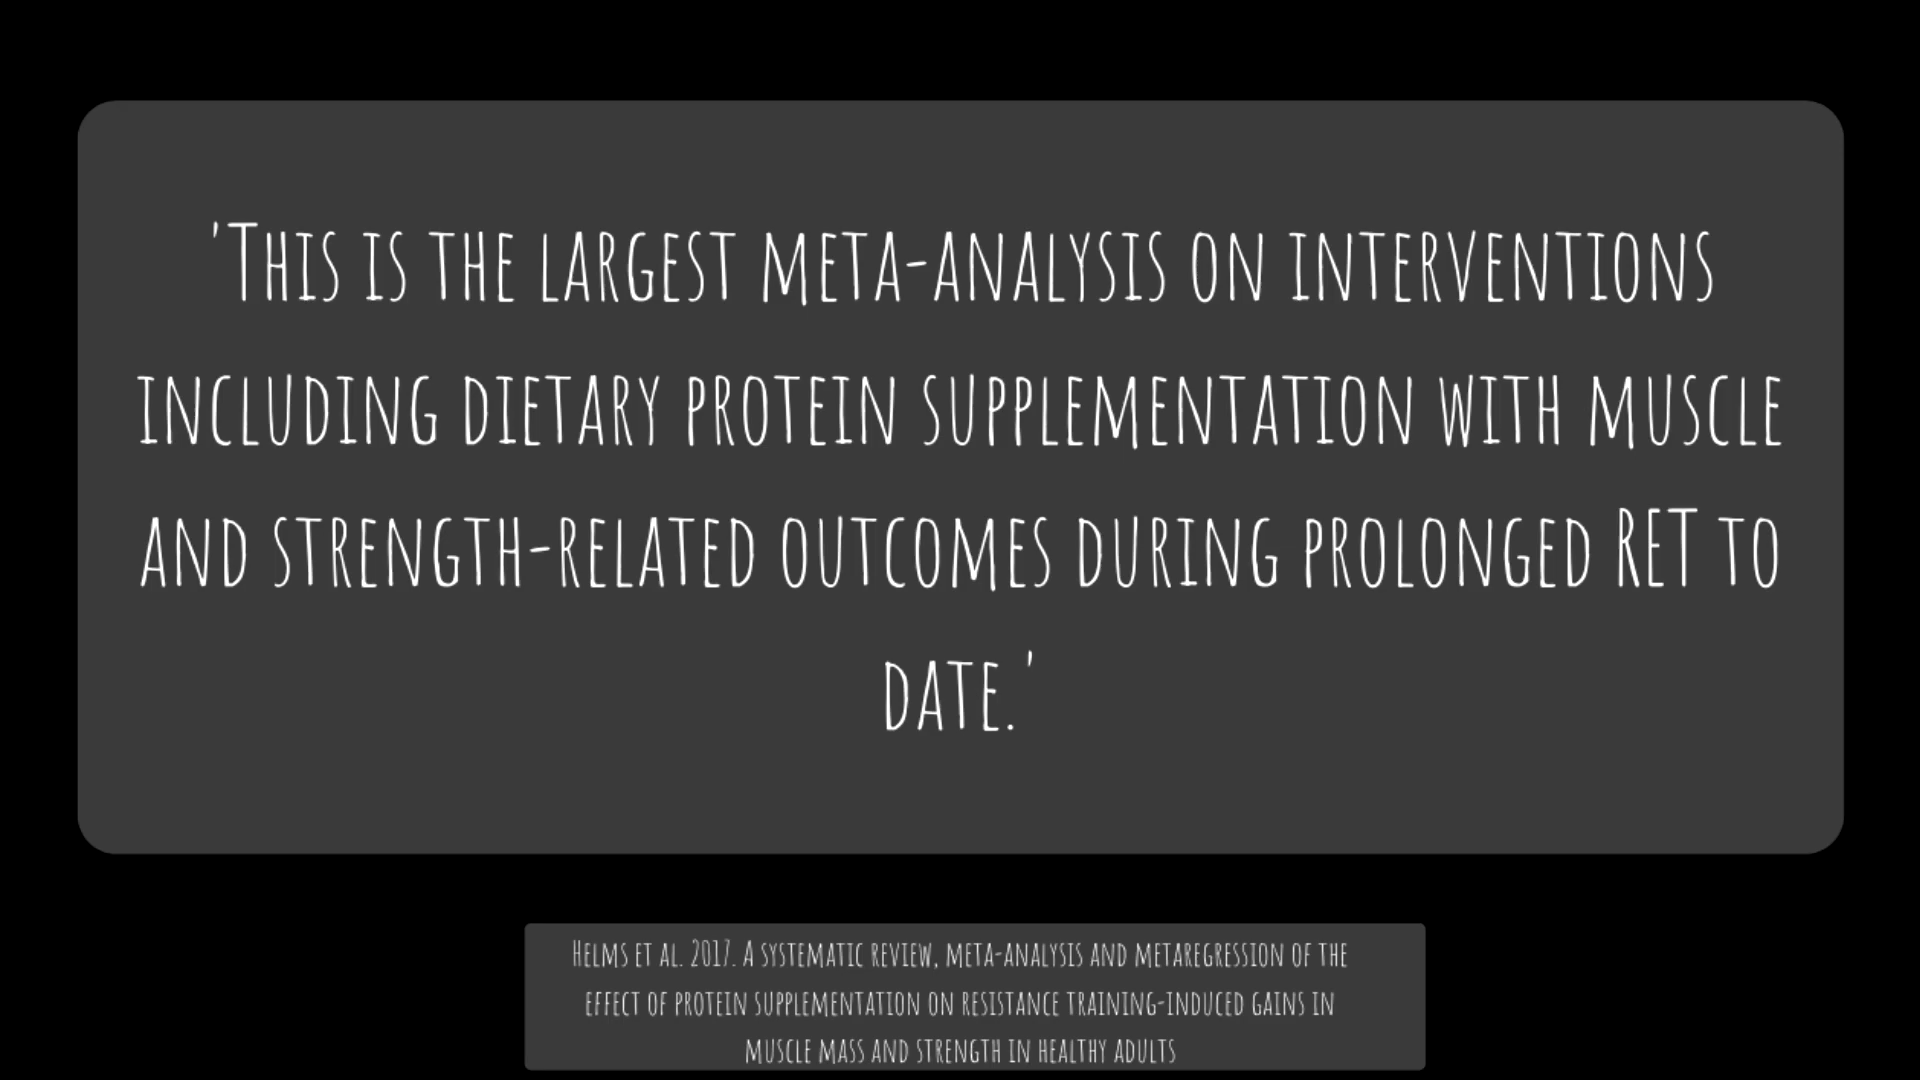 'This is the largest meta-analysis on interventions
including dietary protein supplementation with muscle
and strength-related outcomes during prolonged RET to
date.'
Helms et al. 2017. A systematic review, meta-analysis and metaregression of the
effect of protein supplementation on resistance training-induced gains in
muscle mass and strength in healthy adults